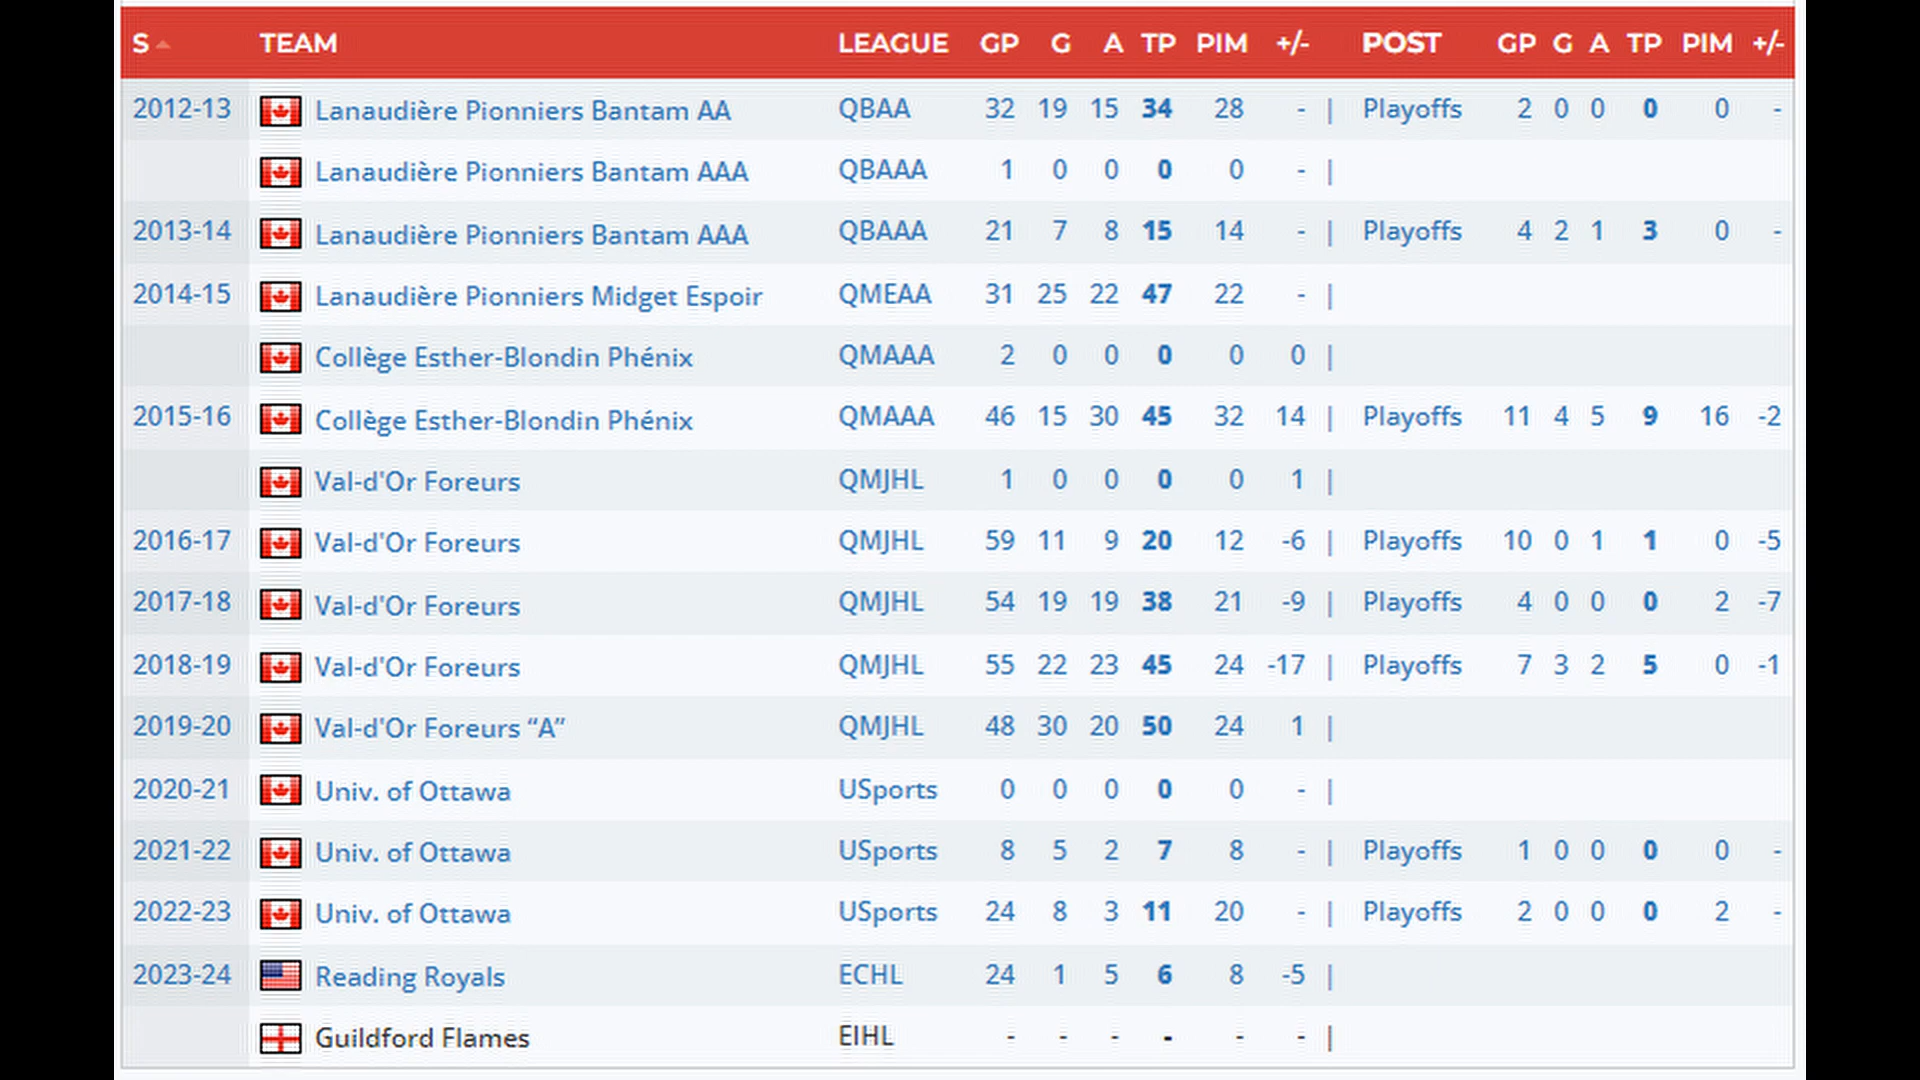 S TEAM LEAGUE GP G A TP PIM +/- POST GP G A TP PIM +/-
2012-13 Lanaudière Pionniers Bantam AA QBAA 32 19 15 34 28 - | Playoffs 2 0 0 0 0 -
Lanaudière Pionniers Bantam AAA QBAAA 1 0 0 0 0 - |
2013-14 Lanaudière Pionniers Bantam AAA QBAAA 21 7 8 15 14 - | Playoffs 4 2 1 3 0 -
2014-15 Lanaudière Pionniers Midget Espoir QMEAA 31 25 22 47 22 - |
Collège Esther-Blondin Phénix QMAAA 2 0 0 0 0 0 |
2015-16 Collège Esther-Blondin Phénix QMAAA 46 15 30 45 32 14 | Playoffs 11 4 5 9 16 -2
Val-d'Or Foreurs QMJHL 1 0 0 0 0 1 |
2016-17 Val-d'Or Foreurs QMJHL 59 11 9 20 12 -6 | Playoffs 10 0 1 1 0 -5
2017-18 Val-d'Or Foreurs QMJHL 54 19 19 38 21 -9 | Playoffs 4 0 0 0 2 -7
2018-19 Val-d'Or Foreurs QMJHL 55 22 23 45 24 -17 | Playoffs 7 3 2 5 0 -1
2019-20 Val-d'Or Foreurs “A” QMJHL 48 30 20 50 24 1 |
2020-21 Univ. of Ottawa USports 0 0 0 0 0 - |
2021-22 Univ. of Ottawa USports 8 5 2 7 8 - | Playoffs 1 0 0 0 0 -
2022-23 Univ. of Ottawa USports 24 8 3 11 20 - | Playoffs 2 0 0 0 2 -
2023-24 Reading Royals ECHL 24 1 5 6 8 -5 |
Guildford Flames EIHL - - - - - - |